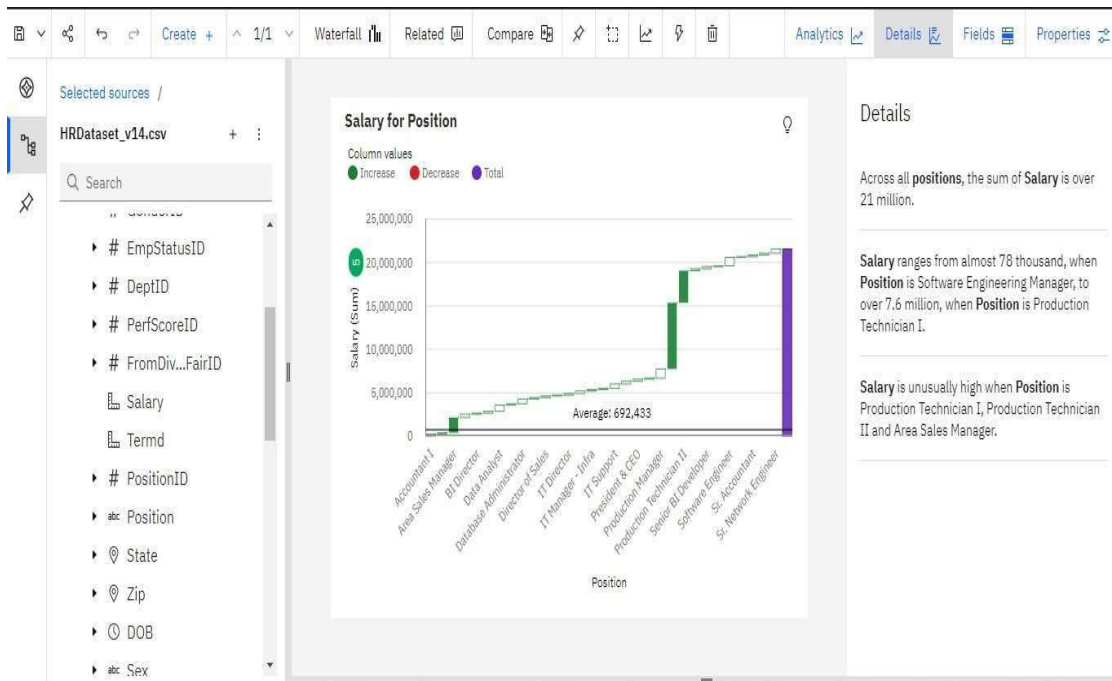 Create +
1/1
Waterfall
Related
Compare
Analytics
Details
Fields
Properties
Selected sources /
HRDataset_v14.csv
Search
# EmpStatusID
# DeptID
# PerfScoreID
# FromDiv...FairID
Salary
Termd
# PositionID
abc Position
State
Zip
DOB
abc Sex
Salary for Position
Column values
Increase
Decrease
Total
25,000,000
20,000,000
15,000,000
10,000,000
5,000,000
0
Salary (Sum)
5
Average: 692,433
Accountant I
Area Sales Manager
BI Director
Data Analyst
Database Administrator
Director of Sales
IT Director
IT Manager - Infra
IT Support
President & CEO
Production Manager
Production Technician II
Senior BI Developer
Software Engineer
Sr. Accountant
Sr. Network Engineer
Position
Details
Across all positions, the sum of Salary is over
21 million.
Salary ranges from almost 78 thousand, when
Position is Software Engineering Manager, to
over 7.6 million, when Position is Production
Technician I.
Salary is unusually high when Position is
Production Technician I, Production Technician
II and Area Sales Manager.